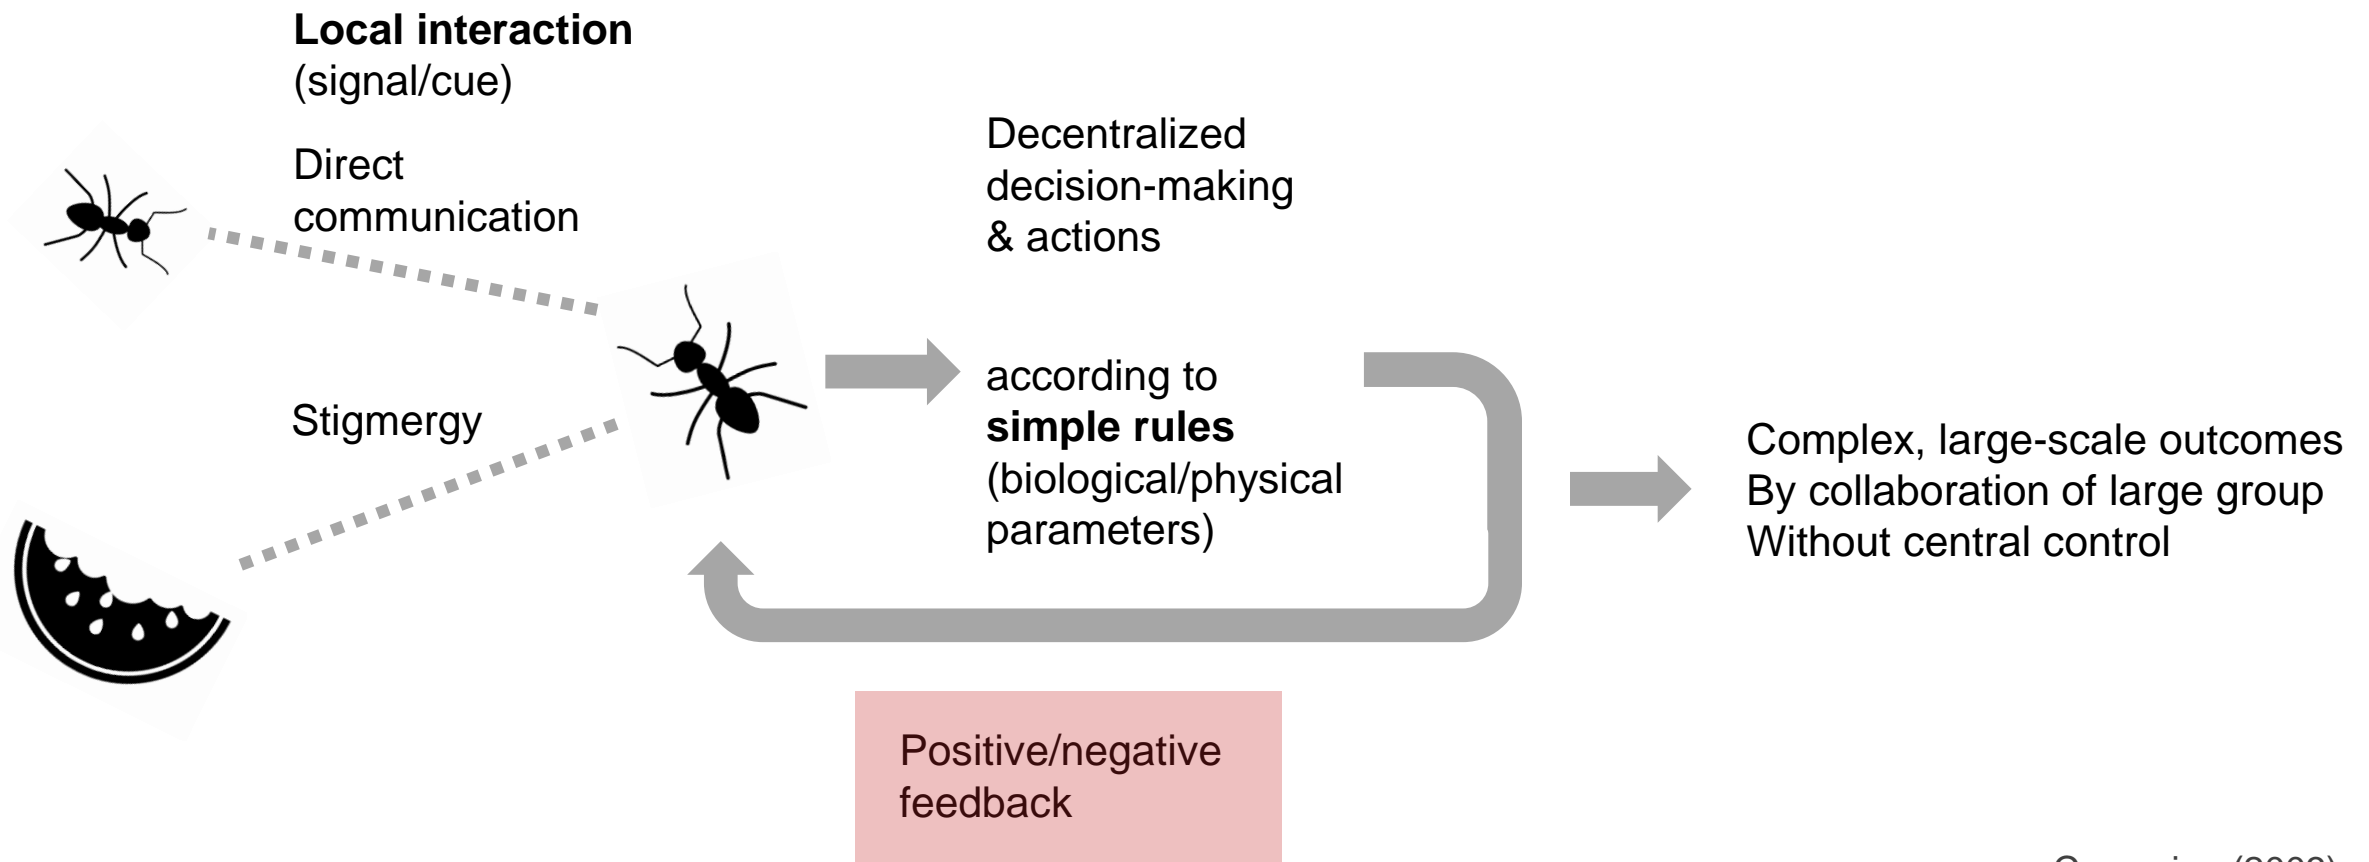 Local interaction
(signal/cue)
Direct
communication
Stigmergy
Decentralized
decision-making
& actions
according to
simple rules
(biological/physical
parameters)
Complex, large-scale outcomes
By collaboration of large group
Without central control
Positive/negative
feedback